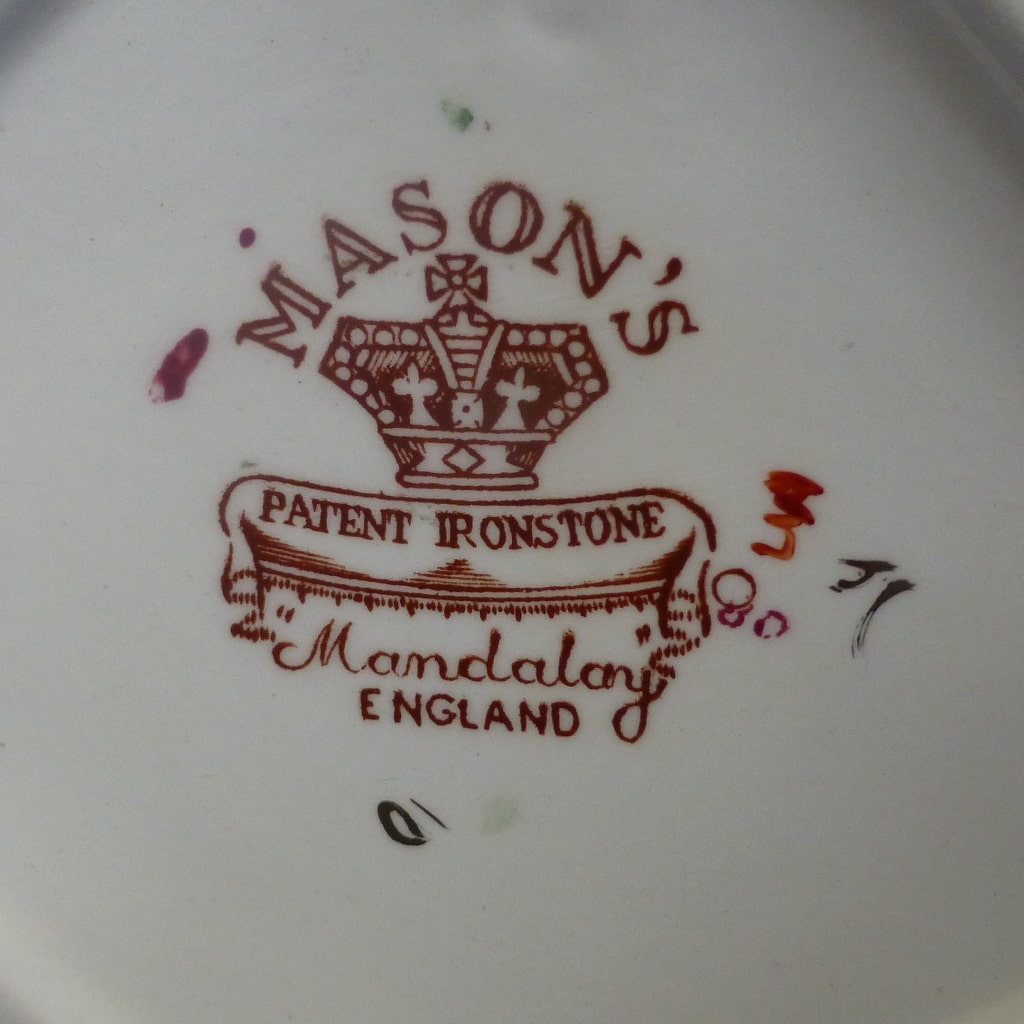 MASON'S
PATENT IRONSTONE
"Mandalay"
ENGLAND